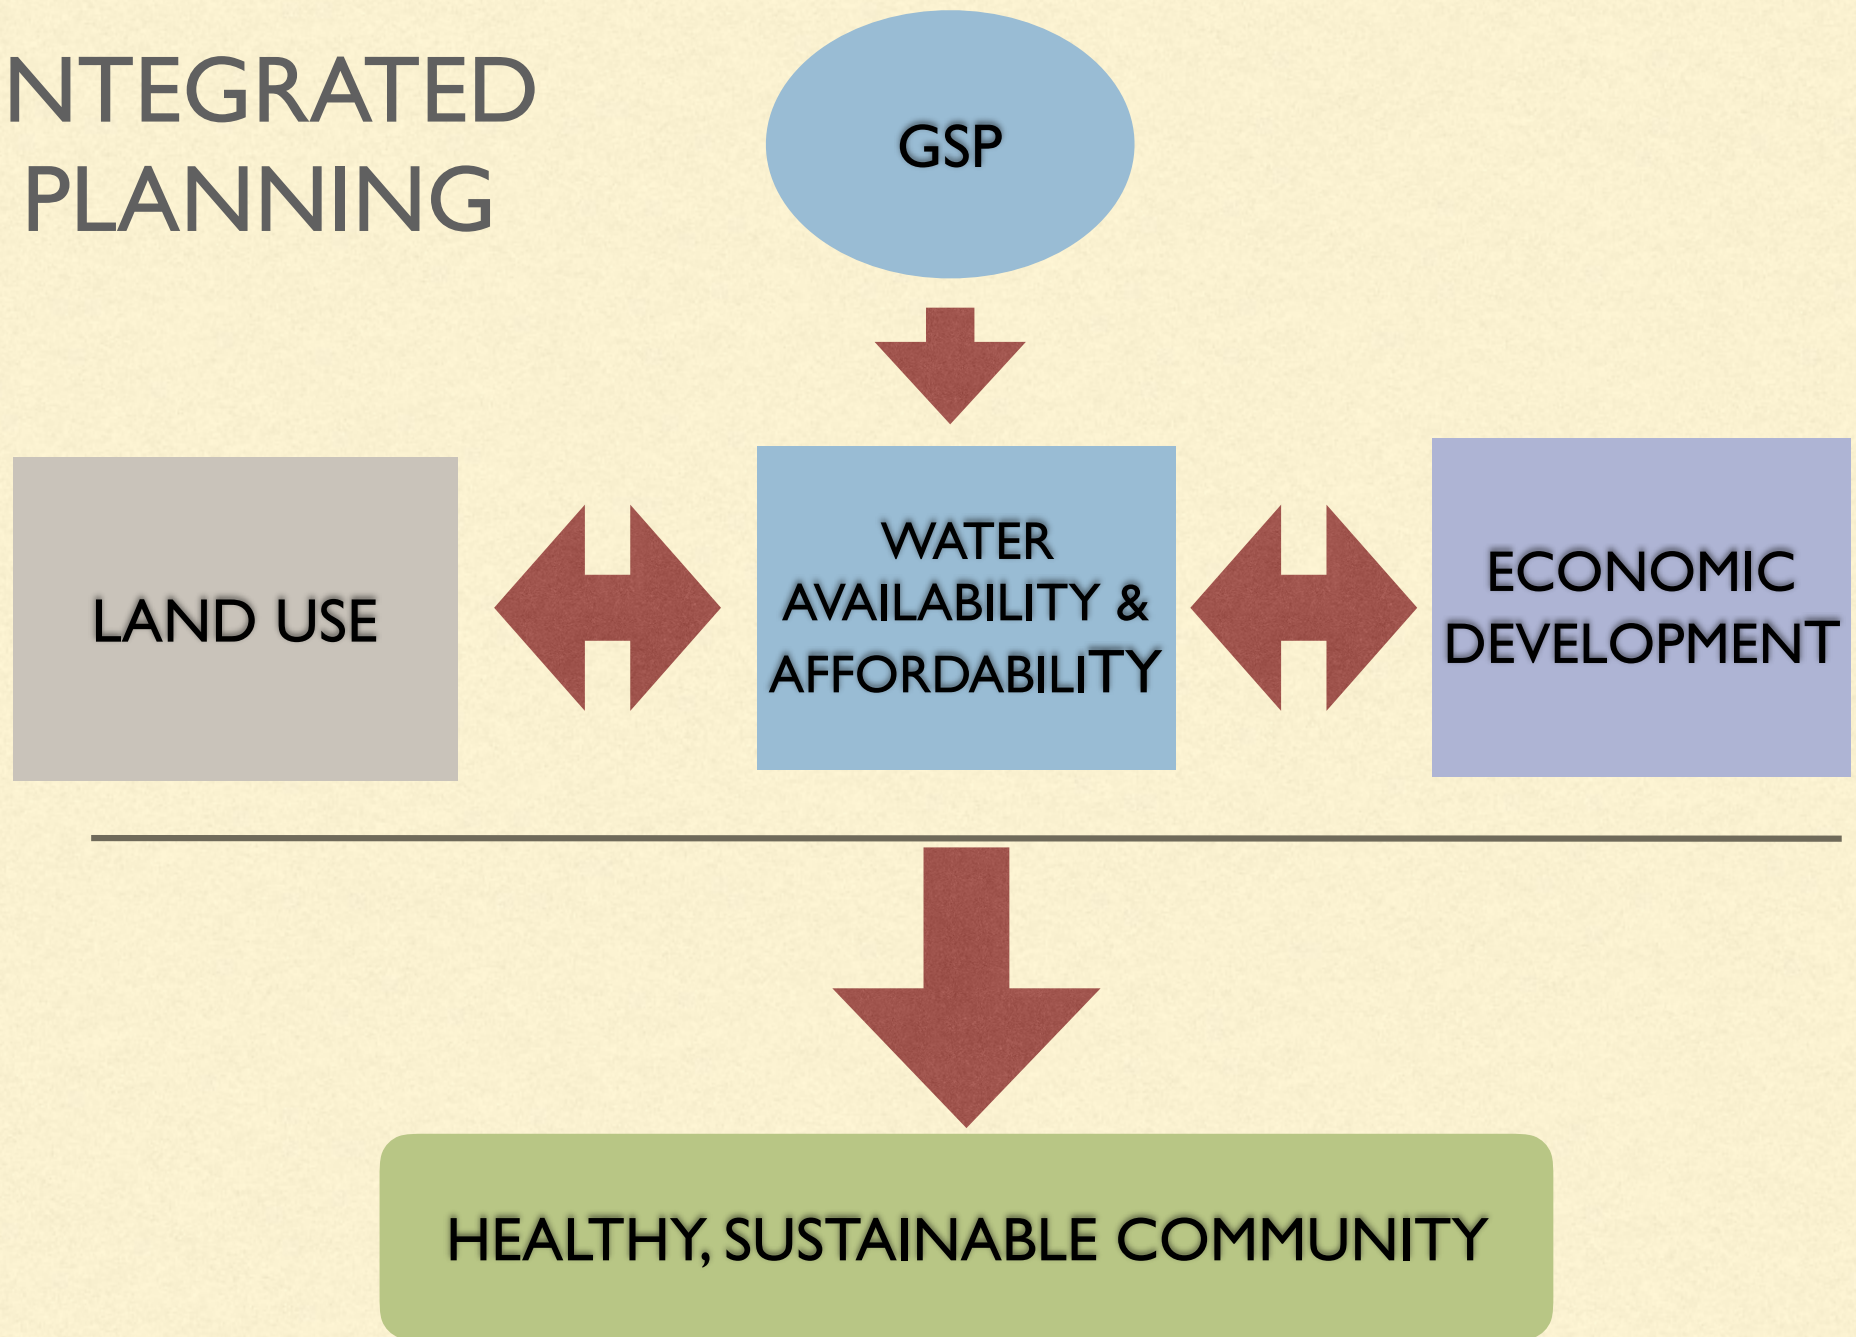 NTEGRATED
PLANNING
GSP
LAND USE
WATER
AVAILABILITY &
AFFORDABILITY
ECONOMIC
DEVELOPMENT
HEALTHY, SUSTAINABLE COMMUNITY